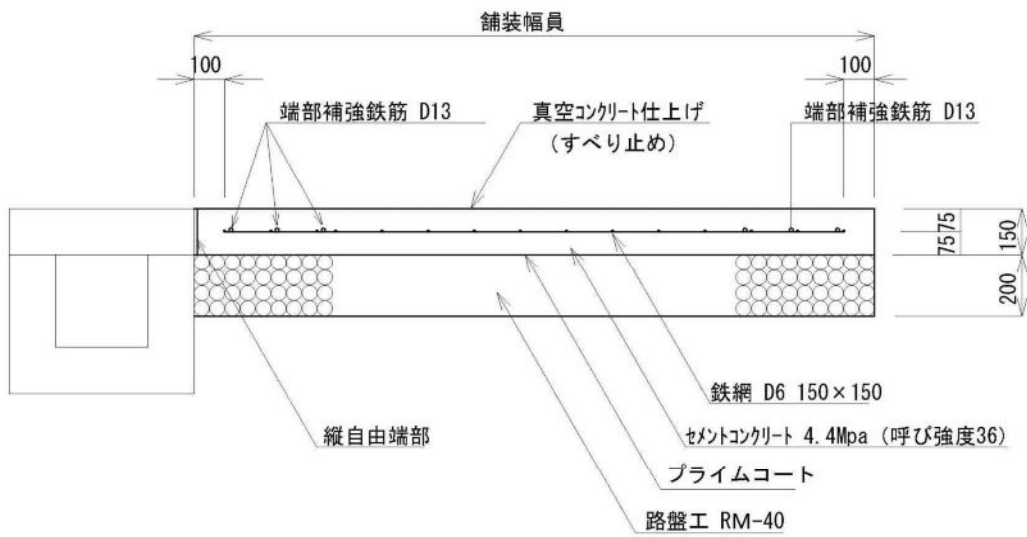 舗装幅員
100
100
端部補強鉄筋 D13
真空コンクリート仕上げ
(すべり止め)
端部補強鉄筋 D13
75
75
150
200
鉄網 D6 150×150
縦自由端部
セメントコンクリート 4.4Mpa (呼び強度36)
プライムコート
路盤工 RM-40